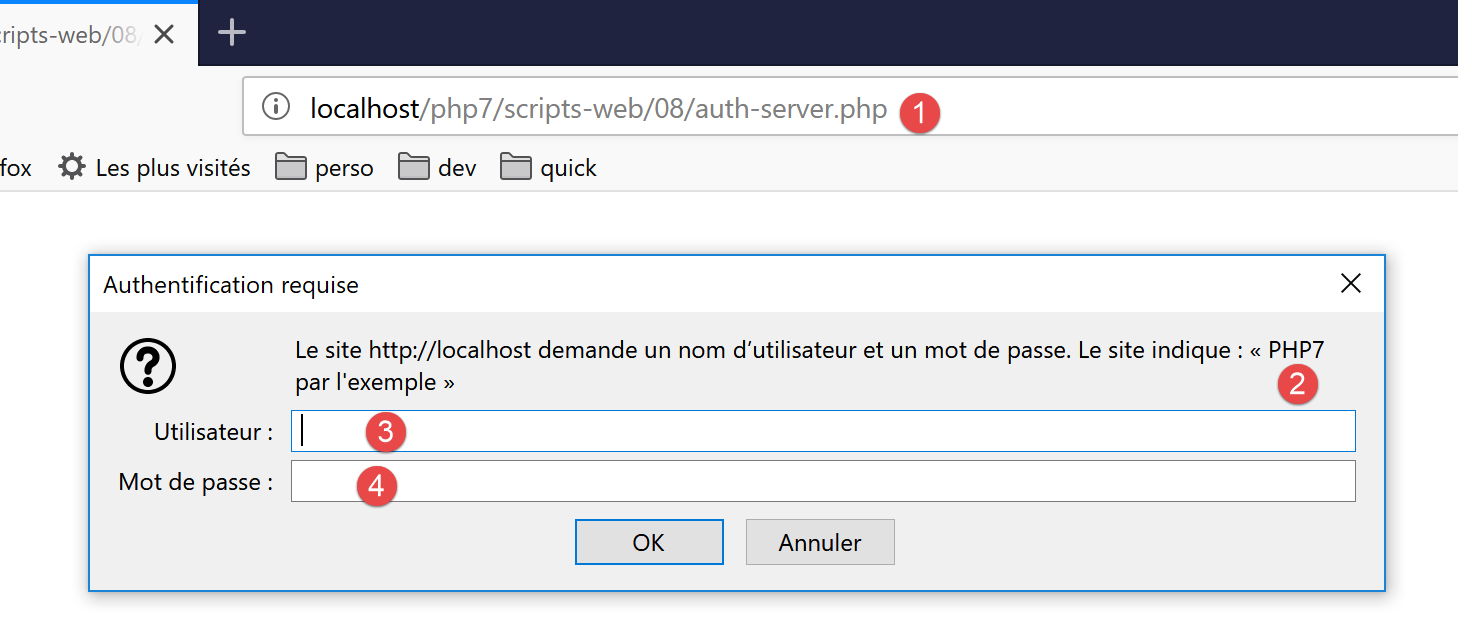 cripts-web/08/
localhost/php7/scripts-web/08/auth-server.php 1
fox Les plus visités perso dev quick
Authentification requise
Le site http://localhost demande un nom d’utilisateur et un mot de passe. Le site indique : « PHP7
par l'exemple » 2
Utilisateur : 3
Mot de passe : 4
OK Annuler